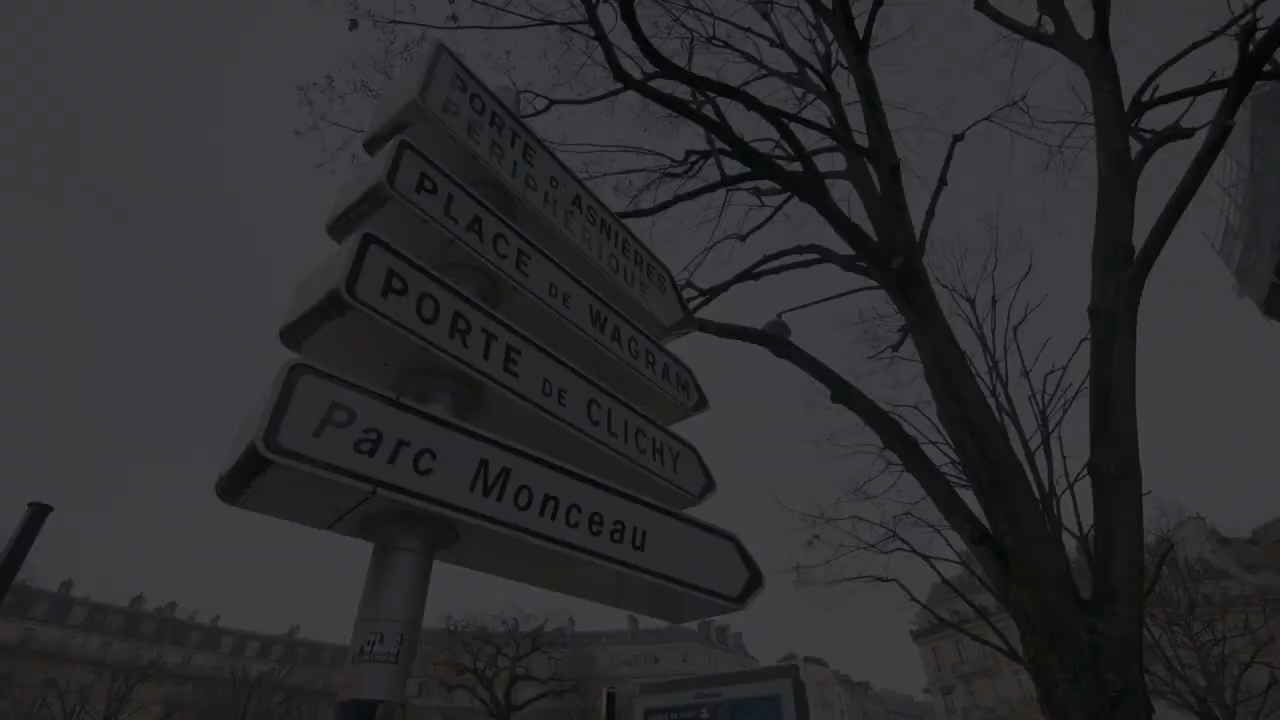 PORTE D'ASNIÈRES
PÉRIPHÉRIQUE
PLACE DE WAGRAM
PORTE DE CLICHY
Parc Monceau